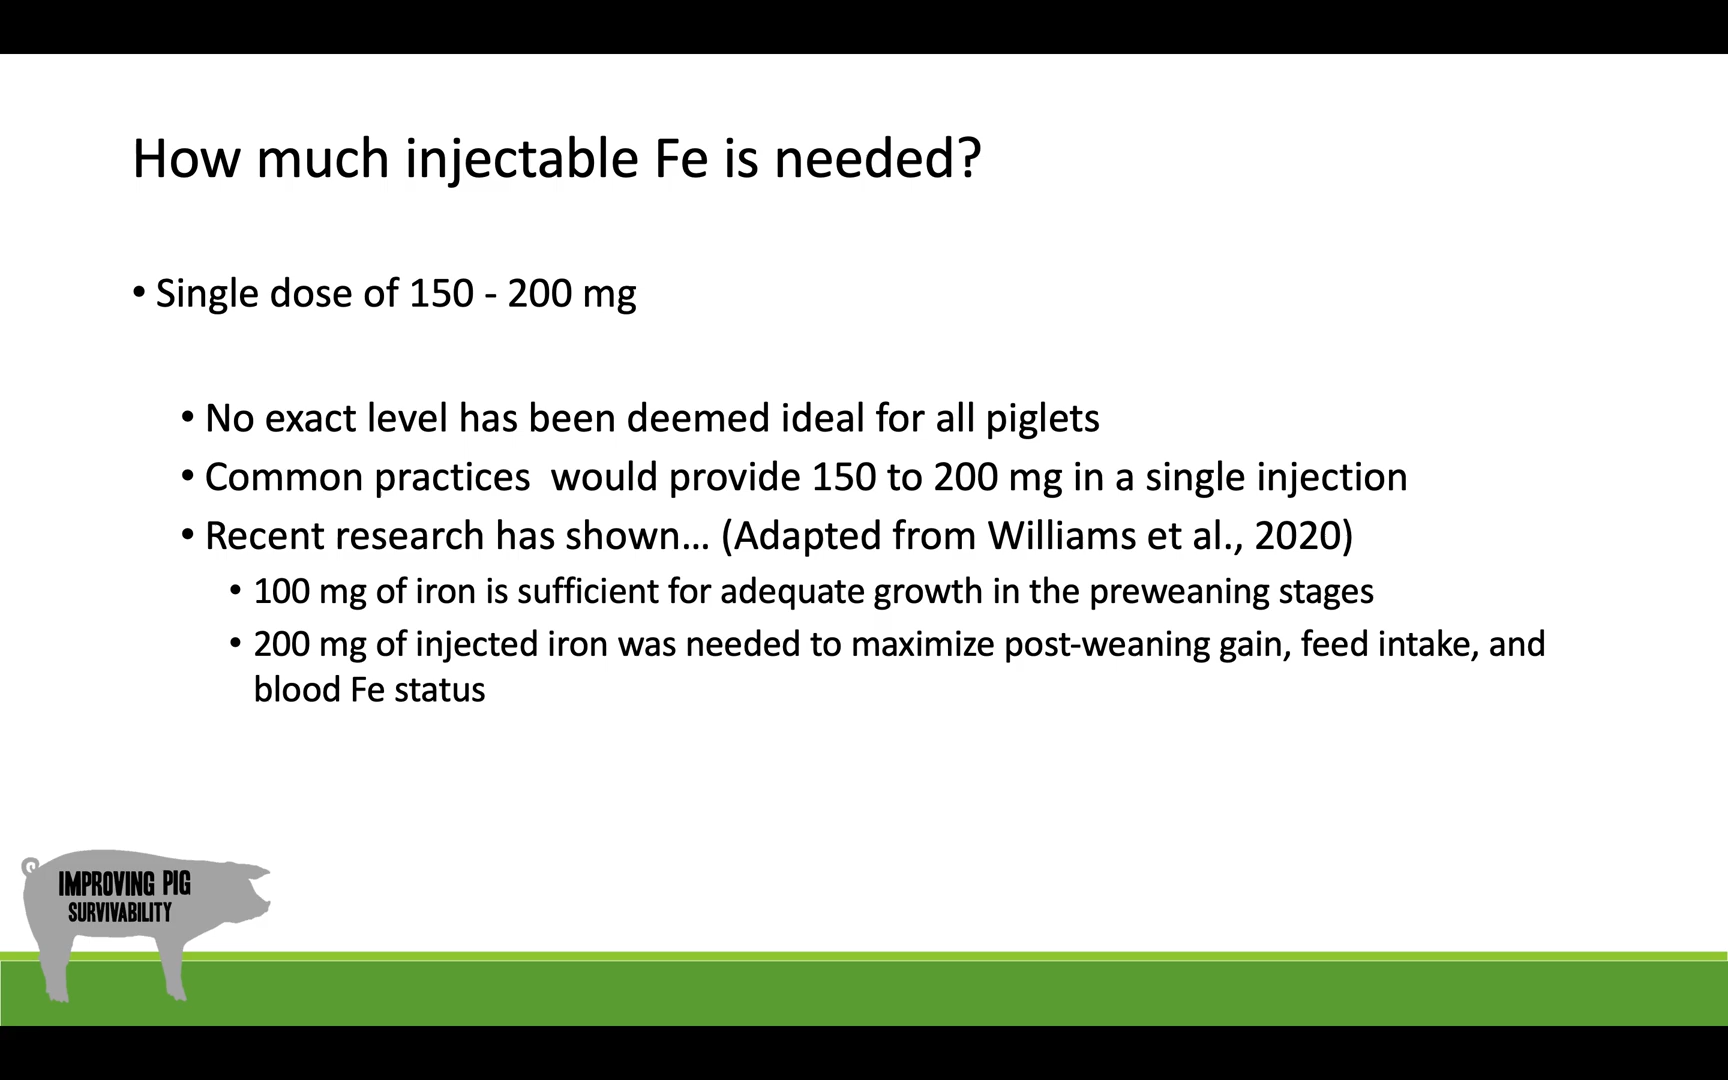 How much injectable Fe is needed?
• Single dose of 150 - 200 mg
• No exact level has been deemed ideal for all piglets
• Common practices  would provide 150 to 200 mg in a single injection
• Recent research has shown... (Adapted from Williams et al., 2020)
• 100 mg of iron is sufficient for adequate growth in the preweaning stages
• 200 mg of injected iron was needed to maximize post-weaning gain, feed intake, and
blood Fe status
IMPROVING PIG
SURVIVABILITY